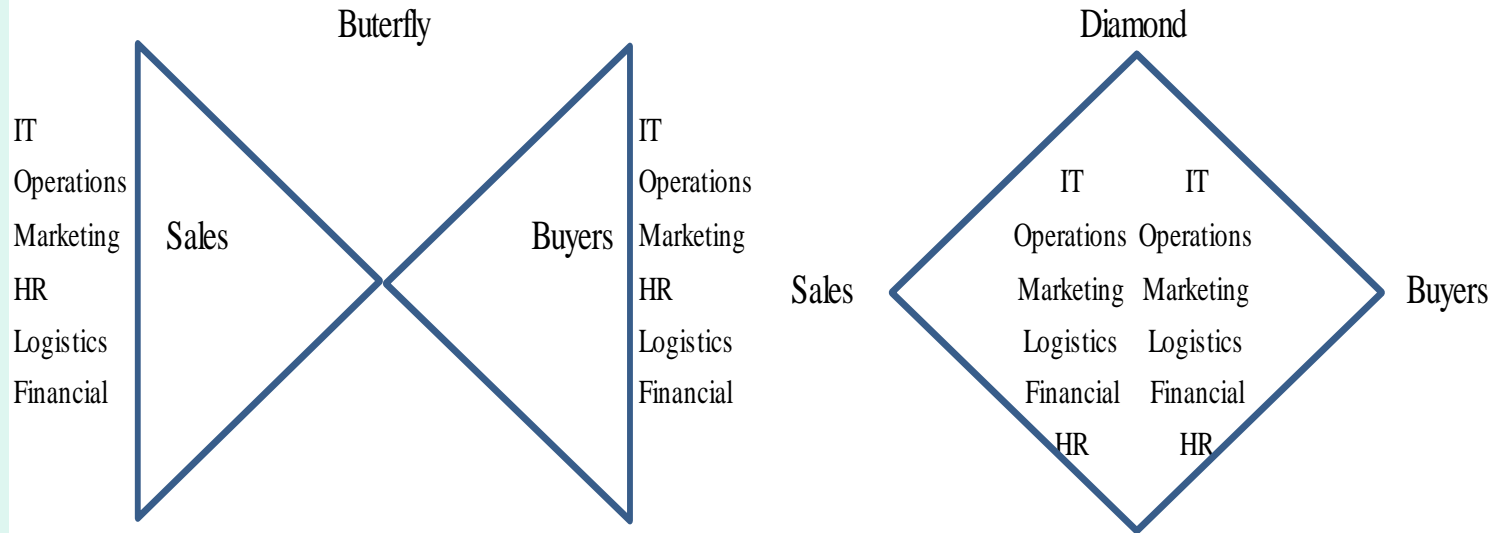 Buterfly
IT
Operations
Marketing
HR
Logistics
Financial
Sales
Buyers
IT
Operations
Marketing
HR
Logistics
Financial
Diamond
Sales
IT IT
Operations Operations
Marketing Marketing
Logistics Logistics
Financial Financial
HR HR
Buyers